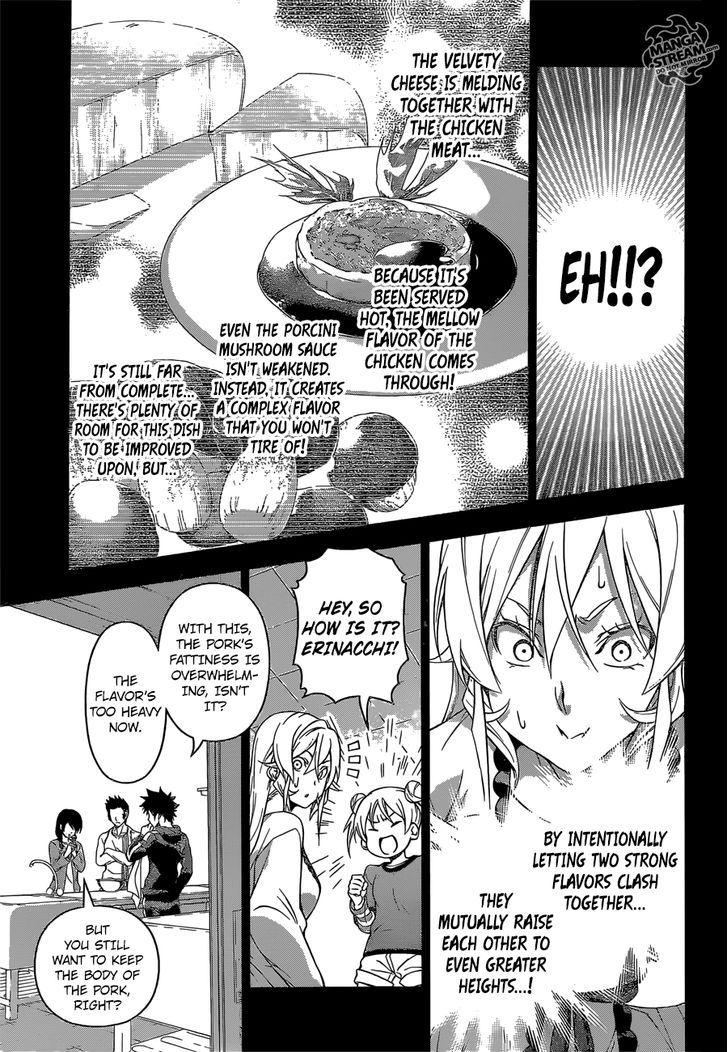 MANGA
STREAM.com
DO NOT MIRROR
EH!!?
THE VELVETY
CHEESE IS MELDING
TOGETHER WITH
THE CHICKEN
MEAT...
BECAUSE IT'S
BEEN SERVED
HOT, THE MELLOW
FLAVOR OF THE
CHICKEN COMES
THROUGH!
EVEN THE PORCINI
MUSHROOM SAUCE
ISN'T WEAKENED.
INSTEAD, IT CREATES
A COMPLEX FLAVOR
THAT YOU WON'T
TIRE OF!
IT'S STILL FAR
FROM COMPLETE...
THERE'S PLENTY OF
ROOM FOR THIS DISH
TO BE IMPROVED
UPON, BUT...
BY INTENTIONALLY
LETTING TWO STRONG
FLAVORS CLASH
TOGETHER...
THEY
MUTUALLY RAISE
EACH OTHER TO
EVEN GREATER
HEIGHTS...!
HEY, SO
HOW IS IT?
ERINACCHI!
WITH THIS,
THE PORK'S
FATTINESS IS
OVERWHELM-
ING, ISN'T
IT?
THE
FLAVOR'S
TOO HEAVY
NOW.
BUT
YOU STILL
WANT TO KEEP
THE BODY OF
THE PORK,
RIGHT?